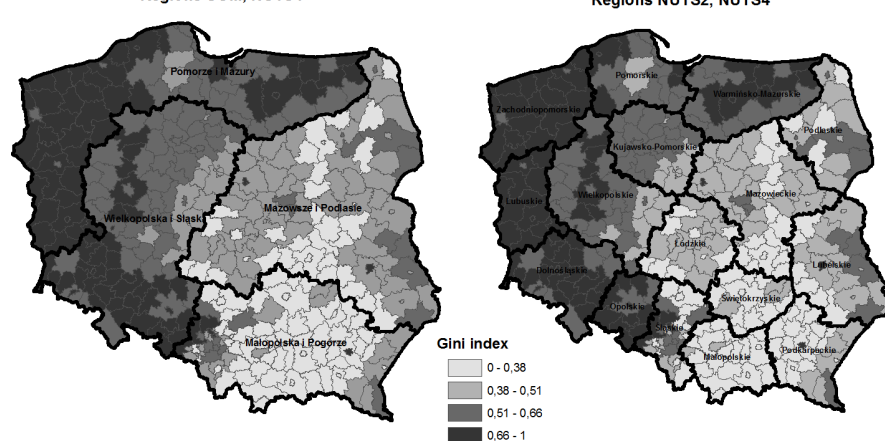 Regions NUTS2, NUTS4
Pomorze i Mazury
Mazowsze i Podlasie
Wielkopolska i Śląsk
Małopolska i Pogórze
Pomorskie
Warmińsko-Mazurskie
Zachodniopomorskie
Podlaskie
Kujawsko-Pomorskie
Mazowieckie
Lubuskie
Wielkopolskie
Łódzkie
Lubelskie
Dolnośląskie
Opolskie
Świętokrzyskie
Śląskie
Małopolskie
Podkarpackie
Gini index
0 - 0,38
0,38 - 0,51
0,51 - 0,66
0,66 - 1